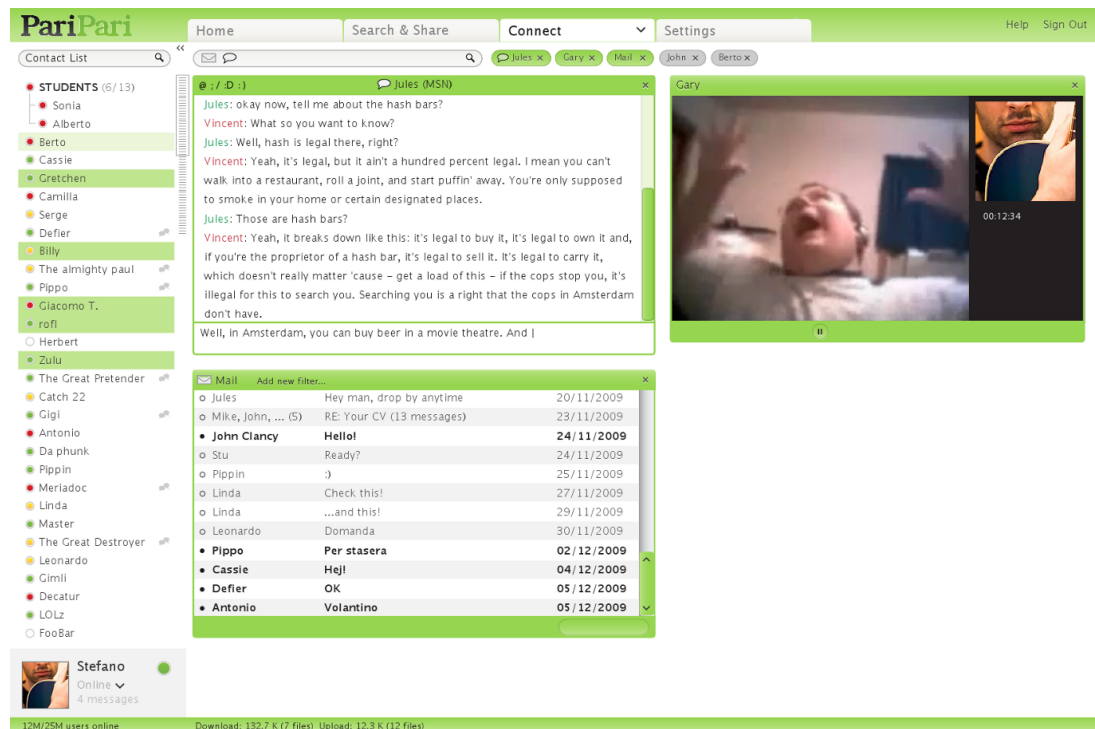 PariPari
Home
Search & Share
Connect
Settings
Help Sign Out
Contact List
«
Jules ×
Gary ×
Mail ×
John ×
Berto ×
STUDENTS (6/13)
Sonia
Alberto
Berto
Cassie
Gretchen
Camilla
Serge
Defier
Billy
The almighty paul
Pippo
Giacomo T.
rofl
Herbert
Zulu
The Great Pretender
Catch 22
Gigi
Antonio
Da phunk
Pippin
Meriadoc
Linda
Master
The Great Destroyer
Leonardo
Gimli
Decatur
LOLz
FooBar
Stefano
Online
4 messages
@ ; / :D :) Jules (MSN) ×
Jules: okay now, tell me about the hash bars?
Vincent: What so you want to know?
Jules: Well, hash is legal there, right?
Vincent: Yeah, it's legal, but it ain't a hundred percent legal. I mean you can't
walk into a restaurant, roll a joint, and start puffin' away. You're only supposed
to smoke in your home or certain designated places.
Jules: Those are hash bars?
Vincent: Yeah, it breaks down like this: it's legal to buy it, it's legal to own it and,
if you're the proprietor of a hash bar, it's legal to sell it. It's legal to carry it,
which doesn't really matter 'cause – get a load of this – if the cops stop you, it's
illegal for this to search you. Searching you is a right that the cops in Amsterdam
don't have.
Well, in Amsterdam, you can buy beer in a movie theatre. And |
Mail Add new filter... ×
Jules Hey man, drop by anytime 20/11/2009
Mike, John, ... (5) RE: Your CV (13 messages) 23/11/2009
John Clancy Hello! 24/11/2009
Stu Ready? 24/11/2009
Pippin :) 25/11/2009
Linda Check this! 27/11/2009
Linda ...and this! 29/11/2009
Leonardo Domanda 30/11/2009
Pippo Per stasera 02/12/2009
Cassie Hej! 04/12/2009
Defier OK 05/12/2009
Antonio Volantino 05/12/2009
Gary ×
00:12:34
12M/25M users online
Download: 132.7 K (7 files) Upload: 12.3 K (12 files)